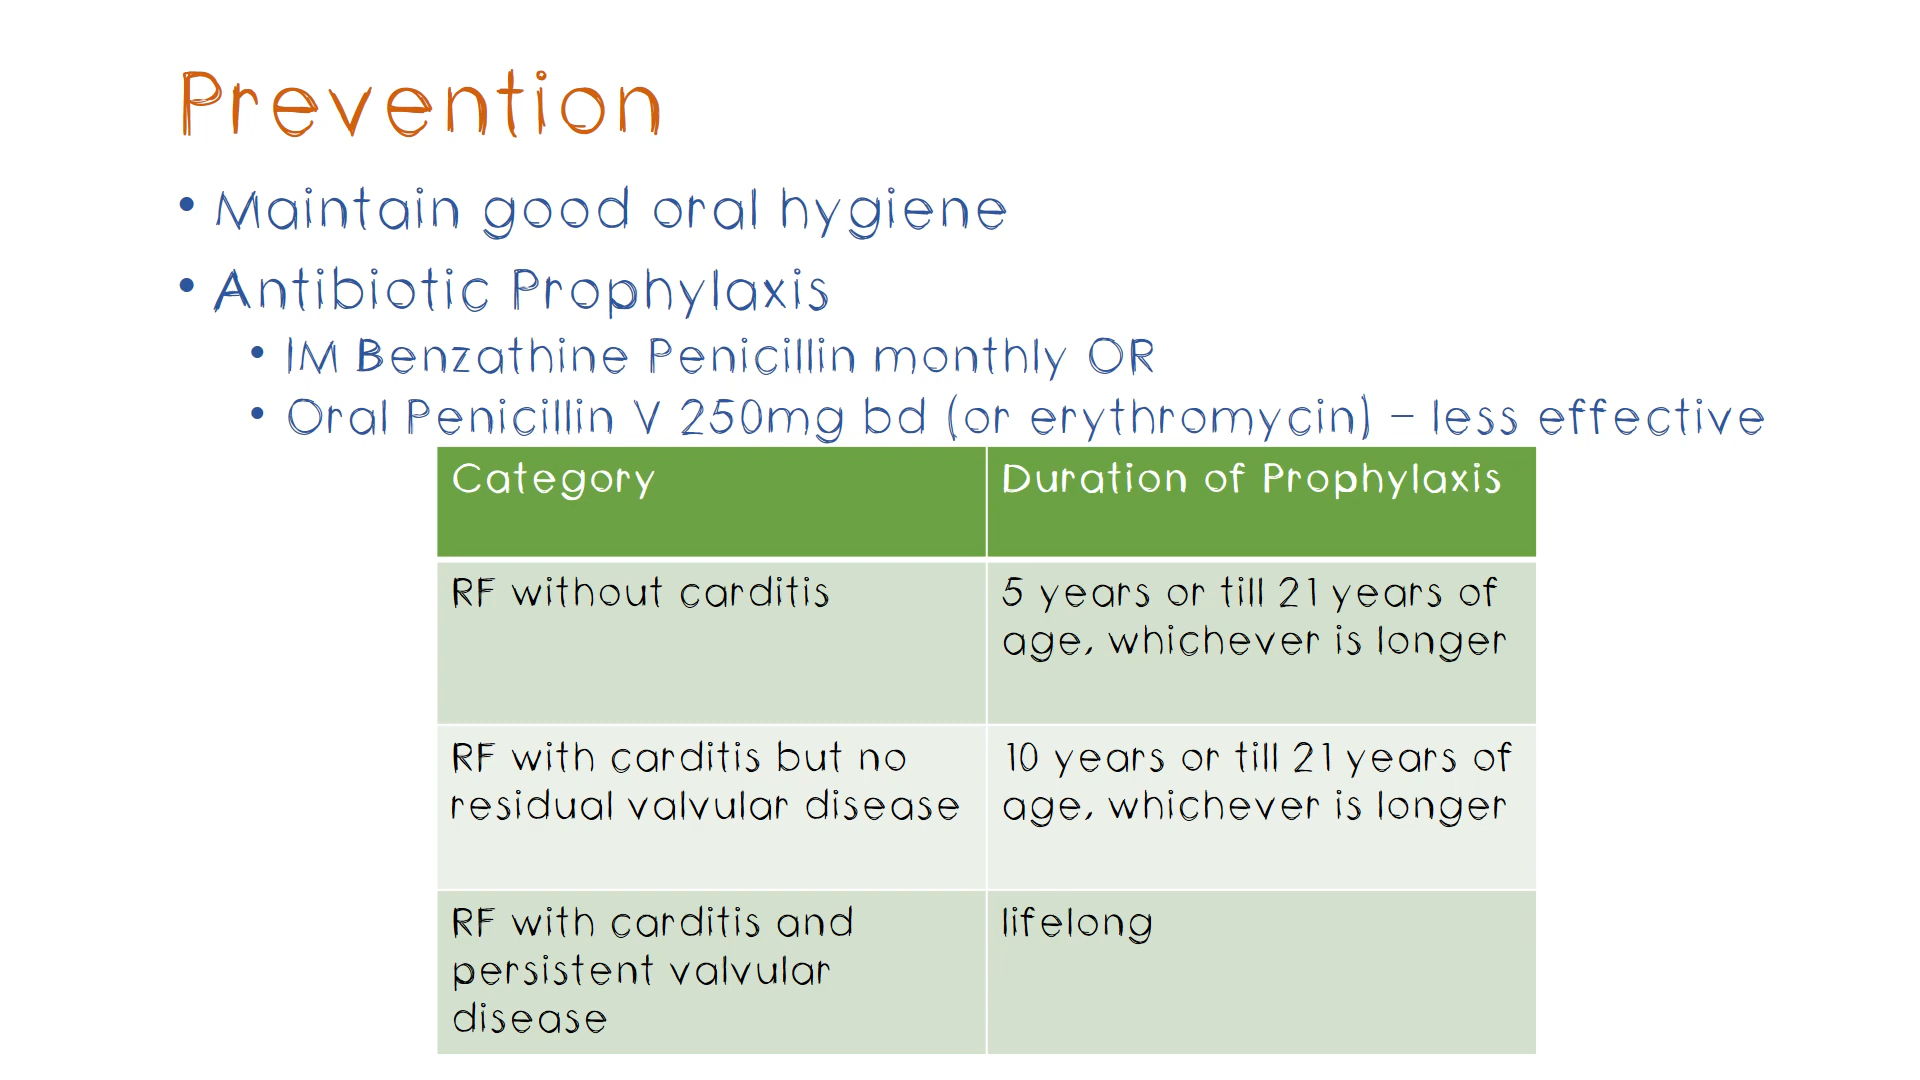 Prevention
• Maintain good oral hygiene
• Antibiotic Prophylaxis
• IM Benzathine Penicillin monthly OR
• Oral Penicillin V 250mg bd (or erythromycin) – less effective
Category
Duration of Prophylaxis
RF without carditis
5 years or till 21 years of
age, whichever is longer
RF with carditis but no
residual valvular disease
10 years or till 21 years of
age, whichever is longer
RF with carditis and
persistent valvular
disease
lifelong